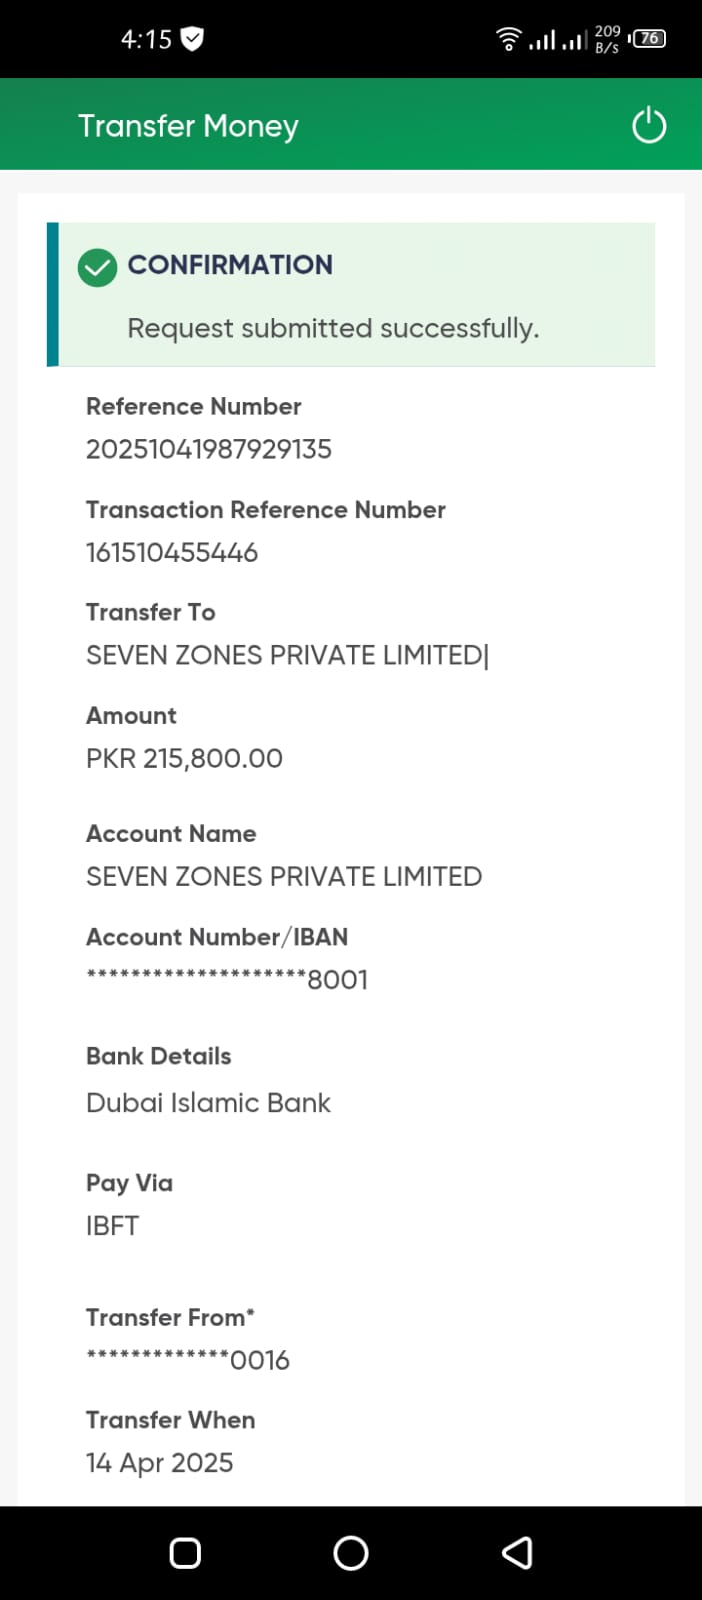 4:15
209
B/s
76
Transfer Money
CONFIRMATION
Request submitted successfully.
Reference Number
20251041987929135
Transaction Reference Number
161510455446
Transfer To
SEVEN ZONES PRIVATE LIMITED|
Amount
PKR 215,800.00
Account Name
SEVEN ZONES PRIVATE LIMITED
Account Number/IBAN
********************8001
Bank Details
Dubai Islamic Bank
Pay Via
IBFT
Transfer From*
*************0016
Transfer When
14 Apr 2025